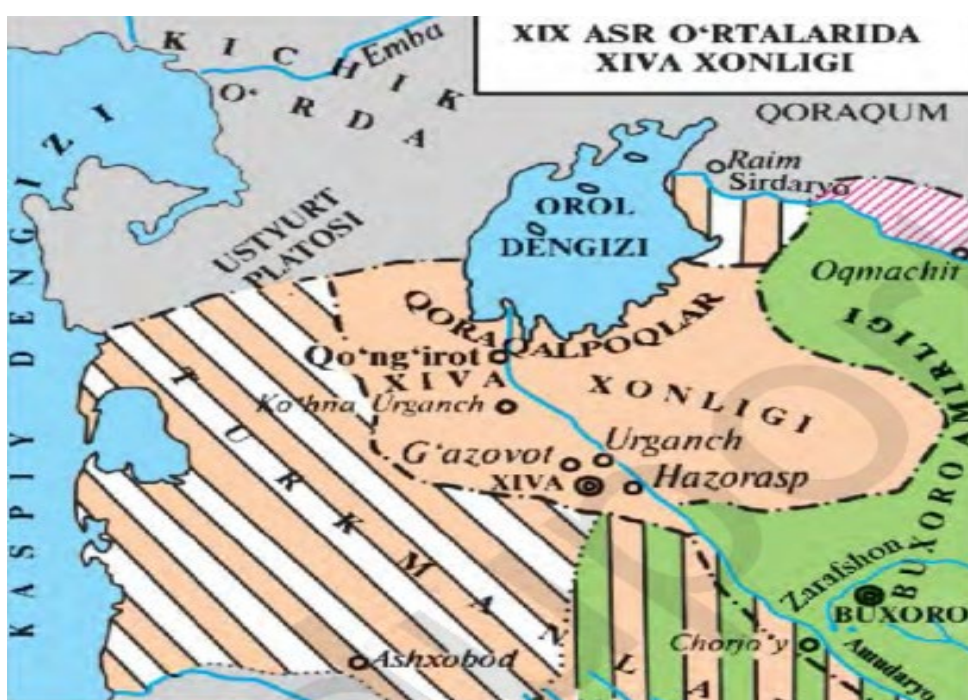 XIX ASR O‘RTALARIDA
XIVA XONLIGI
KICHIK
O‘RDA
Emba
QORAQUM
Raim
Sirdaryo
OROL
DENGIZI
USTYURT
PLATOSI
Oqmachit
KASPIY DENGIZI
QORAQALPOQLAR
Qo‘ng‘irot
XIVA XONLIGI
Ko‘hna Urganch
Urganch
G‘azovot
XIVA
Hazorasp
BUXORO AMIRLIGI
TURKMANLA
Zarafshon
BUXORO
Chorjo‘y
Amudaryo
Ashxobod